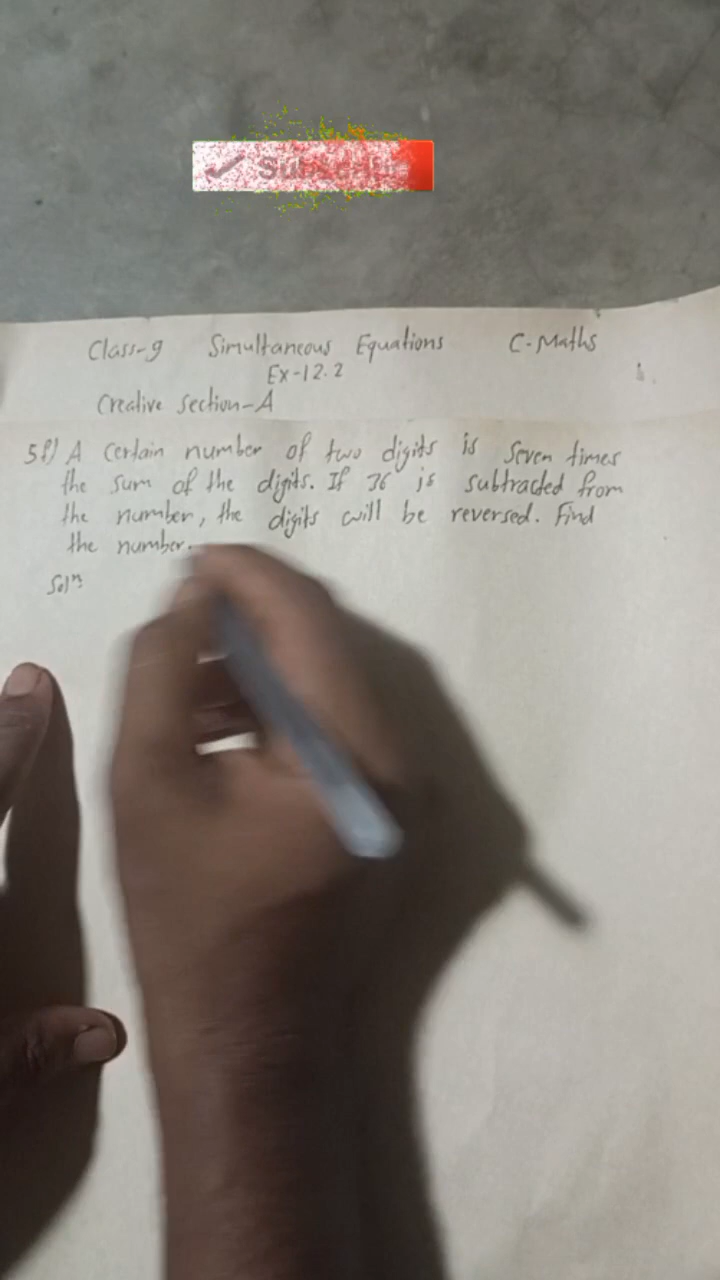 ✓ Subscribe
Class-9 Simultaneous Equations C-Maths
Ex-12.2
Creative section-A
5f) A certain number of two digits is seven times
the sum of the digits. If 36 is subtracted from
the number, the digits will be reversed. Find
the number.
Solⁿ